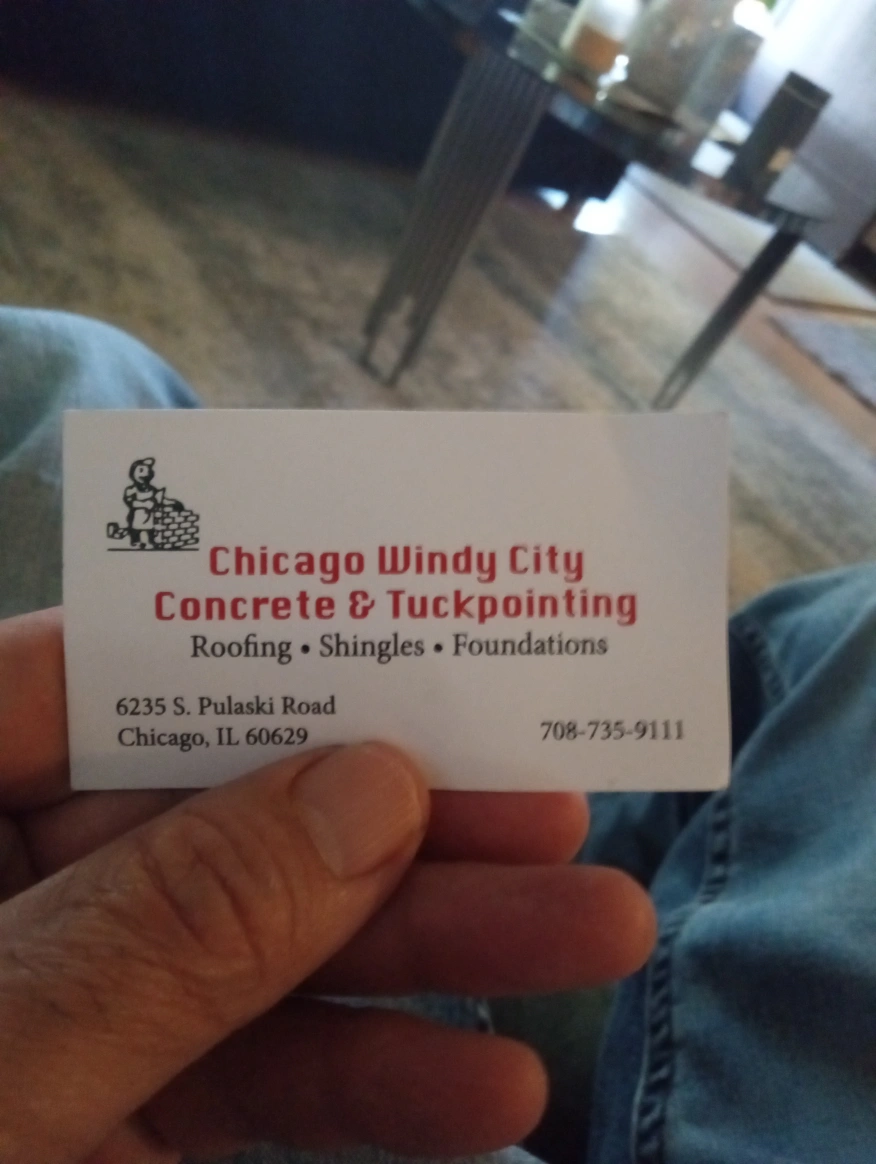 Chicago Windy City
Concrete & Tuckpointing
Roofing • Shingles • Foundations
6235 S. Pulaski Road
Chicago, IL 60629
708-735-9111